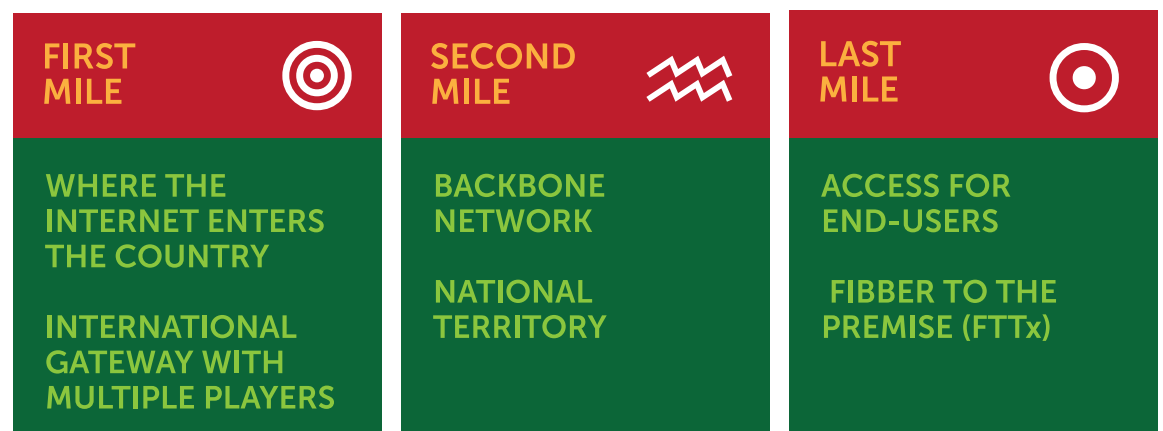 FIRST
MILE
WHERE THE
INTERNET ENTERS
THE COUNTRY
INTERNATIONAL
GATEWAY WITH
MULTIPLE PLAYERS
SECOND
MILE
BACKBONE
NETWORK
NATIONAL
TERRITORY
LAST
MILE
ACCESS FOR
END-USERS
FIBBER TO THE
PREMISE (FTTx)